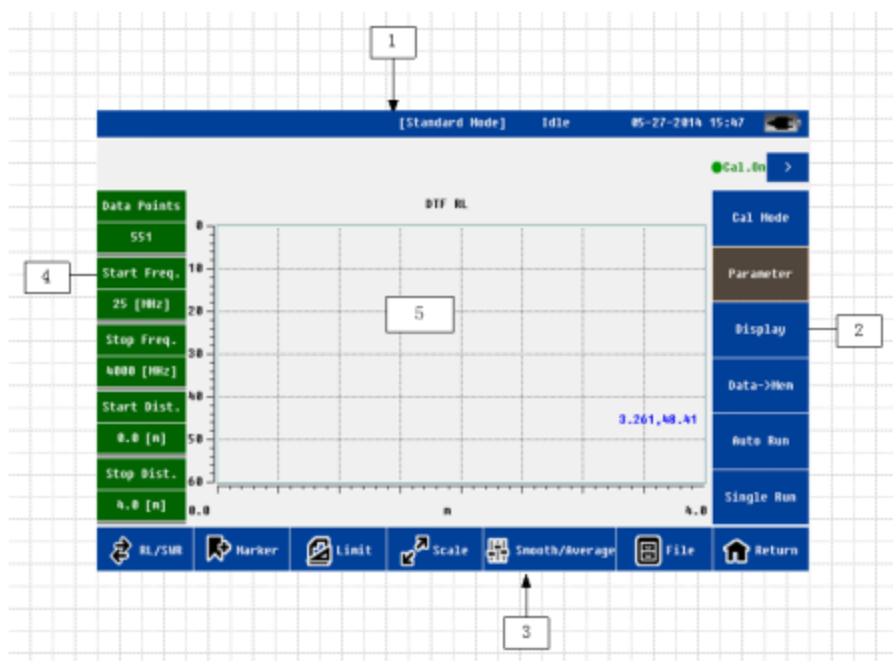 1
[Standard Mode] Idle 05-27-2014 15:47
Cal.On >
Data Points
551
Start Freq.
25 [MHz]
Stop Freq.
4000 [MHz]
Start Dist.
0.0 [m]
Stop Dist.
4.0 [m]
4
DTF RL
0
10
20
30
40
50
60
5
3.261,48.41
0.0 m 4.0
Cal Mode
Parameter
Display
Data->Mem
Auto Run
Single Run
2
RL/SWR Marker Limit Scale Smooth/Average File Return
3